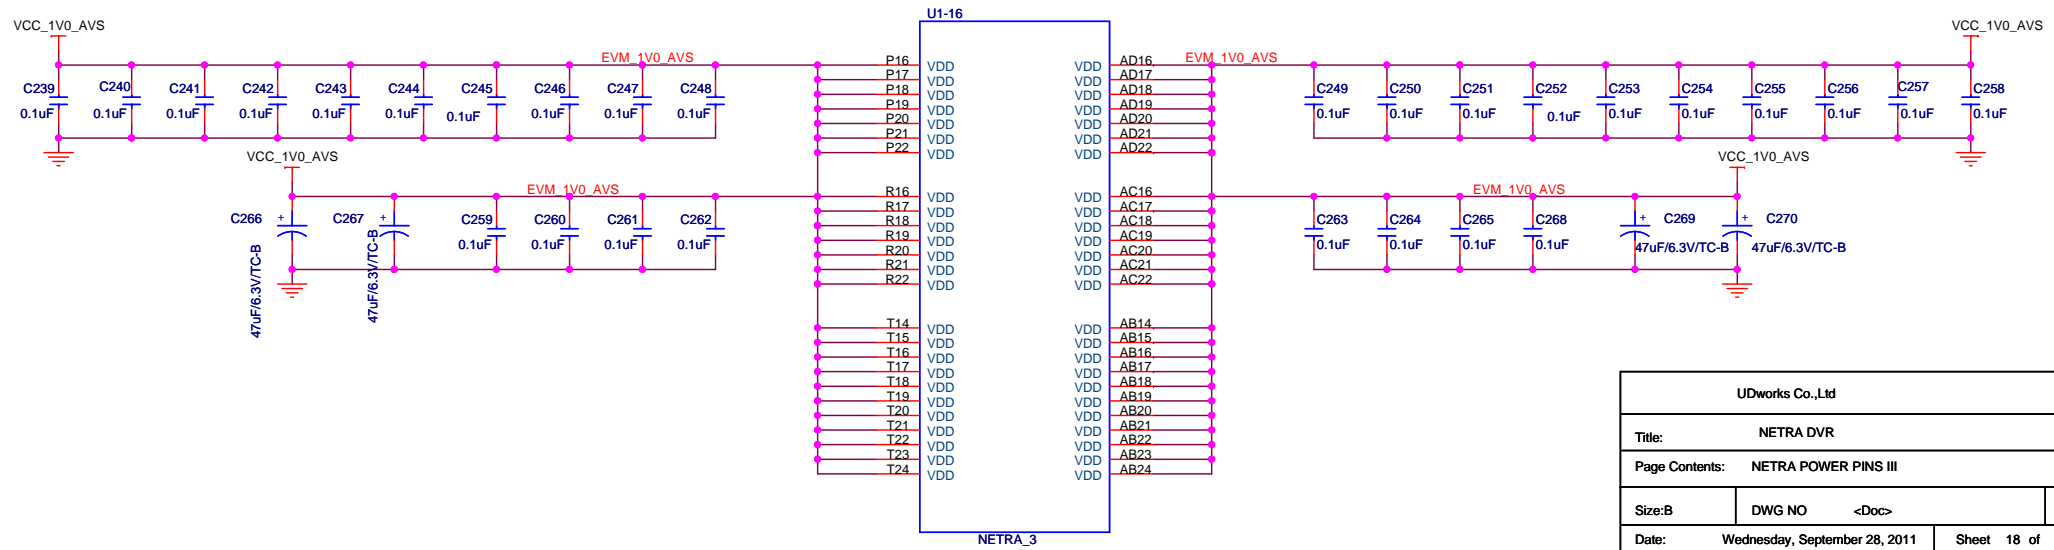 U1-16
VCC_1V0_AVS
VCC_1V0_AVS
EVM_1V0_AVS
EVM_1V0_AVS
C239
0.1uF
C240
0.1uF
C241
0.1uF
C242
0.1uF
C243
0.1uF
C244
0.1uF
C245
0.1uF
C246
0.1uF
C247
0.1uF
C248
0.1uF
P16 VDD
P17 VDD
P18 VDD
P19 VDD
P20 VDD
P21 VDD
P22 VDD
VDD AD16
VDD AD17
VDD AD18
VDD AD19
VDD AD20
VDD AD21
VDD AD22
C249
0.1uF
C250
0.1uF
C251
0.1uF
C252
0.1uF
C253
0.1uF
C254
0.1uF
C255
0.1uF
C256
0.1uF
C257
0.1uF
C258
0.1uF
VCC_1V0_AVS
EVM_1V0_AVS
C266
+
47uF/6.3V/TC-B
C267
+
47uF/6.3V/TC-B
C259
0.1uF
C260
0.1uF
C261
0.1uF
C262
0.1uF
R16 VDD
R17 VDD
R18 VDD
R19 VDD
R20 VDD
R21 VDD
R22 VDD
VDD AC16
VDD AC17
VDD AC18
VDD AC19
VDD AC20
VDD AC21
VDD AC22
VCC_1V0_AVS
EVM_1V0_AVS
C263
0.1uF
C264
0.1uF
C265
0.1uF
C268
0.1uF
+ C269
47uF/6.3V/TC-B
+ C270
47uF/6.3V/TC-B
T14 VDD
T15 VDD
T16 VDD
T17 VDD
T18 VDD
T19 VDD
T20 VDD
T21 VDD
T22 VDD
T23 VDD
T24 VDD
VDD AB14
VDD AB15
VDD AB16
VDD AB17
VDD AB18
VDD AB19
VDD AB20
VDD AB21
VDD AB22
VDD AB23
VDD AB24
NETRA_3
UDworks Co.,Ltd
Title: NETRA DVR
Page Contents: NETRA POWER PINS III
Size:B DWG NO <Doc>
Date: Wednesday, September 28, 2011 Sheet 18 of